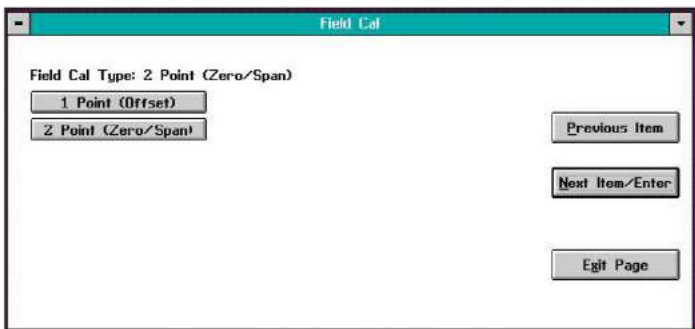 Field Cal
Field Cal Type: 2 Point (Zero/Span)
1 Point (Offset)
2 Point (Zero/Span)
Previous Item
Next Item/Enter
Exit Page